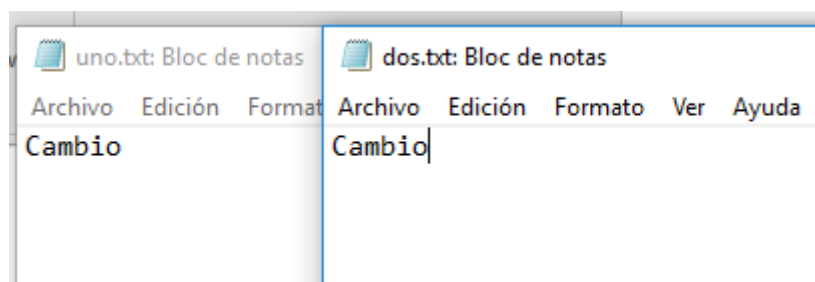 uno.txt: Bloc de notas
Archivo Edición Format
Cambio
dos.txt: Bloc de notas
Archivo Edición Formato Ver Ayuda
Cambio